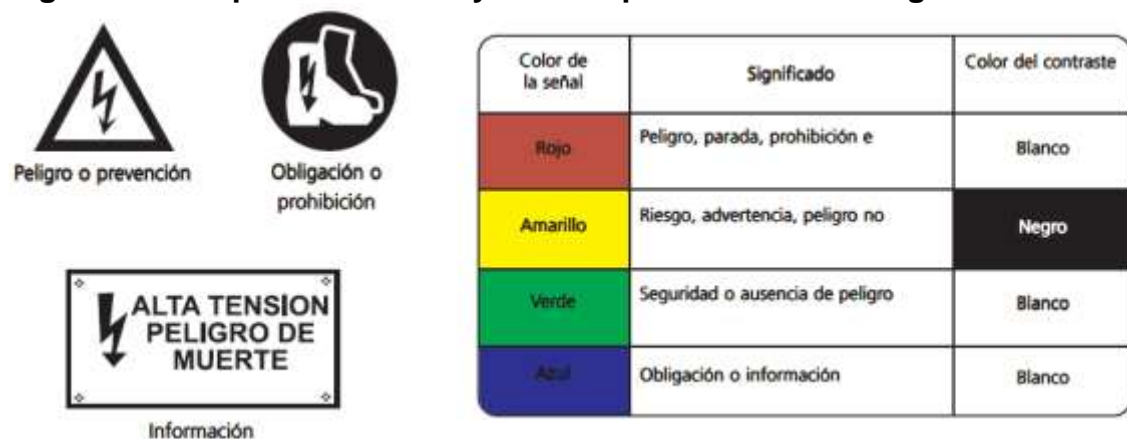 Peligro o prevención
Obligación o
prohibición
ALTA TENSION
PELIGRO DE
MUERTE
Información
Color de
la señal
Significado
Color del contraste
Rojo
Peligro, parada, prohibición e
Blanco
Amarillo
Riesgo, advertencia, peligro no
Negro
Verde
Seguridad o ausencia de peligro
Blanco
Azul
Obligación o información
Blanco